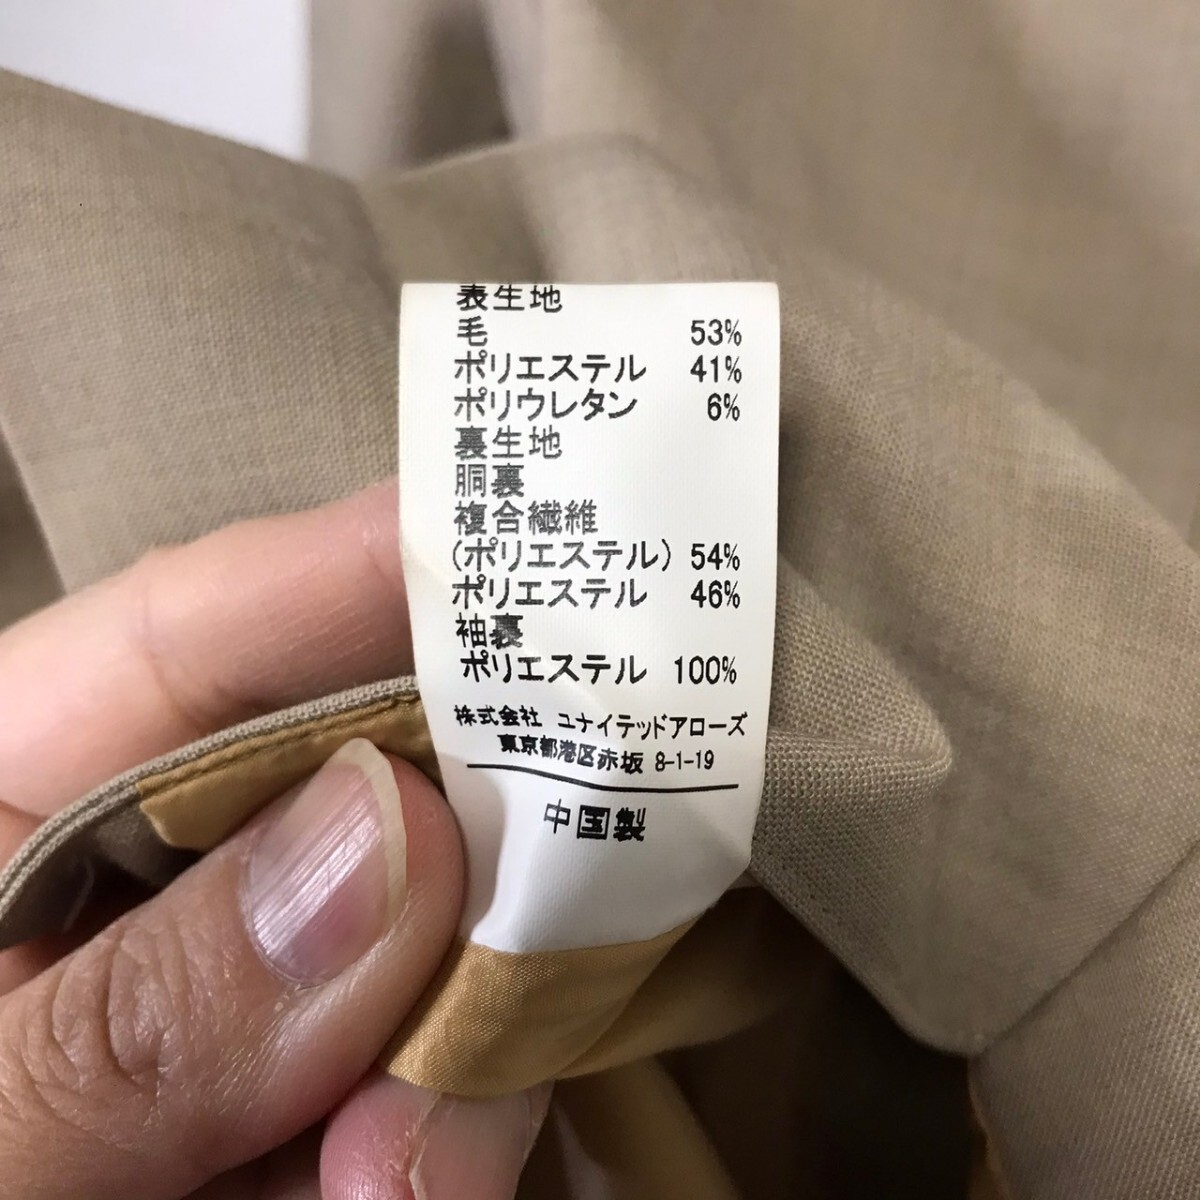 表生地
毛 53%
ポリエステル 41%
ポリウレタン 6%
裏生地
胴裏
複合繊維
(ポリエステル) 54%
ポリエステル 46%
袖裏
ポリエステル 100%
株式会社 ユナイテッドアローズ
東京都港区赤坂 8-1-19
中国製